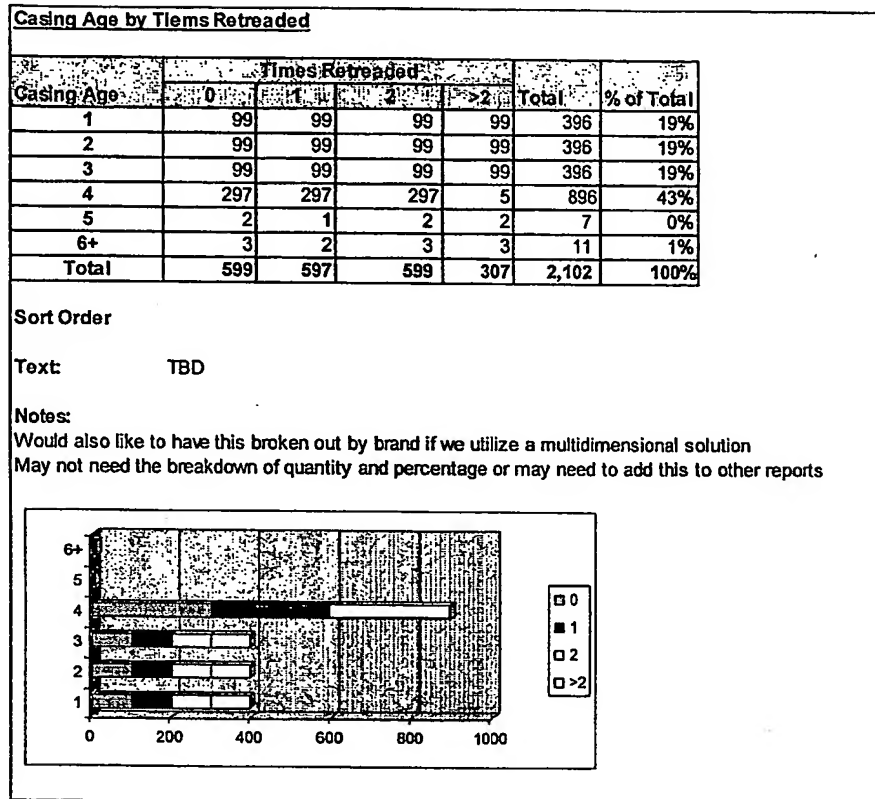 Casing Age by Tiems Retreaded
Times Retreaded
Casing Age 0 1 2 >2 Total % of Total
1 99 99 99 99 396 19%
2 99 99 99 99 396 19%
3 99 99 99 99 396 19%
4 297 297 297 5 896 43%
5 2 1 2 2 7 0%
6+ 3 2 3 3 11 1%
Total 599 597 599 307 2,102 100%
Sort Order
Text: TBD
Notes:
Would also like to have this broken out by brand if we utilize a multidimensional solution
May not need the breakdown of quantity and percentage or may need to add this to other reports
6+
5
4
3
2
1
0 200 400 600 800 1000
0
1
2
>2